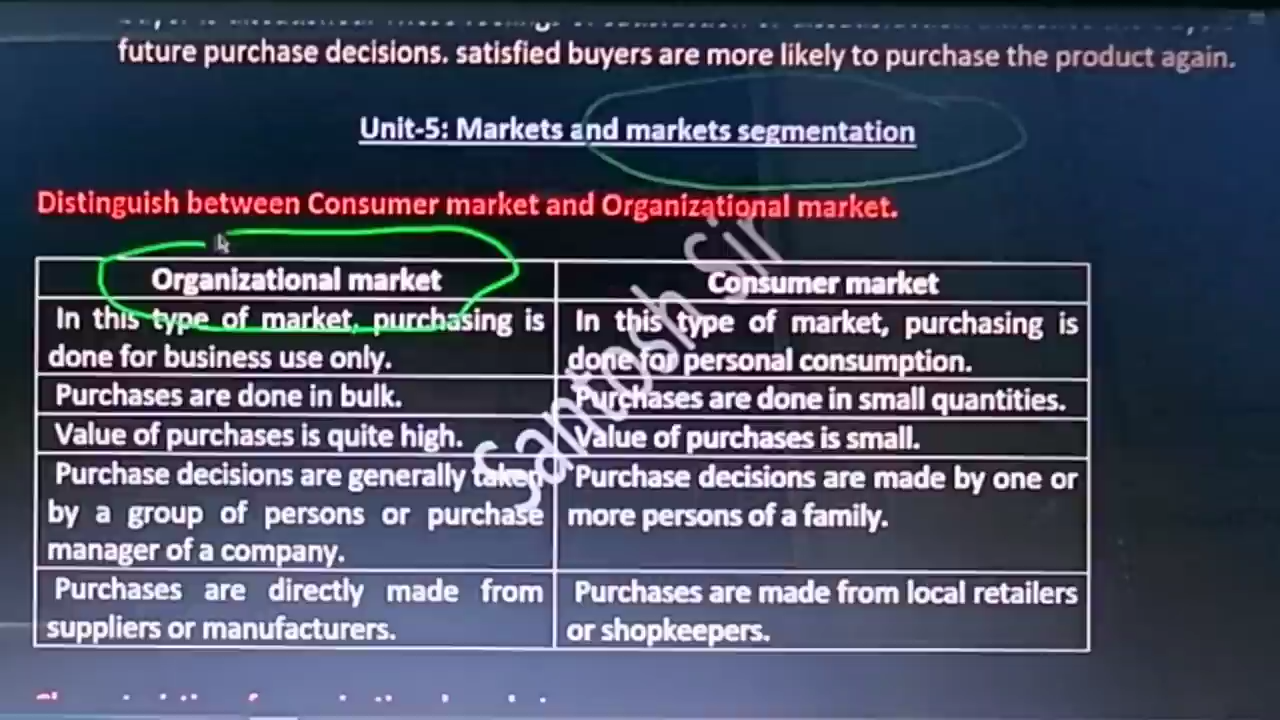 future purchase decisions. satisfied buyers are more likely to purchase the product again.
Unit-5: Markets and markets segmentation
Distinguish between Consumer market and Organizational market.
Organizational market
Consumer market
In this type of market, purchasing is
done for business use only.
In this type of market, purchasing is
done for personal consumption.
Purchases are done in bulk.
Purchases are done in small quantities.
Value of purchases is quite high.
Value of purchases is small.
Purchase decisions are generally taken
by a group of persons or purchase
manager of a company.
Purchase decisions are made by one or
more persons of a family.
Purchases are directly made from
suppliers or manufacturers.
Purchases are made from local retailers
or shopkeepers.
Santosh Sir